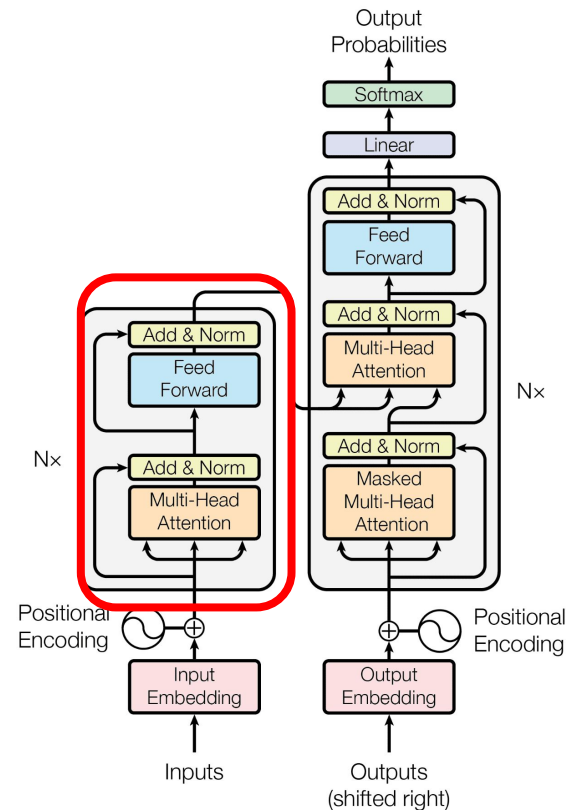 Output
Probabilities
Softmax
Linear
Add & Norm
Feed
Forward
Add & Norm
Multi-Head
Attention
N×
Add & Norm
Masked
Multi-Head
Attention
Add & Norm
Feed
Forward
N×
Add & Norm
Multi-Head
Attention
Positional
Encoding
Positional
Encoding
Input
Embedding
Output
Embedding
Inputs
Outputs
(shifted right)